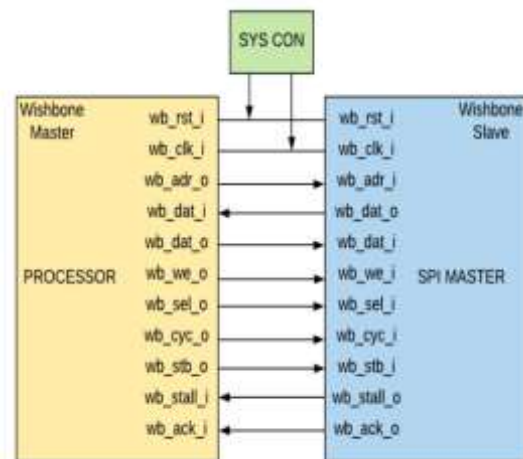 SYS CON
Wishbone Master
wb_rst_i
wb_clk_i
wb_adr_o
wb_dat_i
wb_dat_o
PROCESSOR
wb_we_o
wb_sel_o
wb_cyc_o
wb_stb_o
wb_stall_i
wb_ack_i
wb_rst_i
Wishbone Slave
wb_clk_i
wb_adr_i
wb_dat_o
wb_dat_i
wb_we_i
SPI MASTER
wb_sel_i
wb_cyc_i
wb_stb_i
wb_stall_o
wb_ack_o